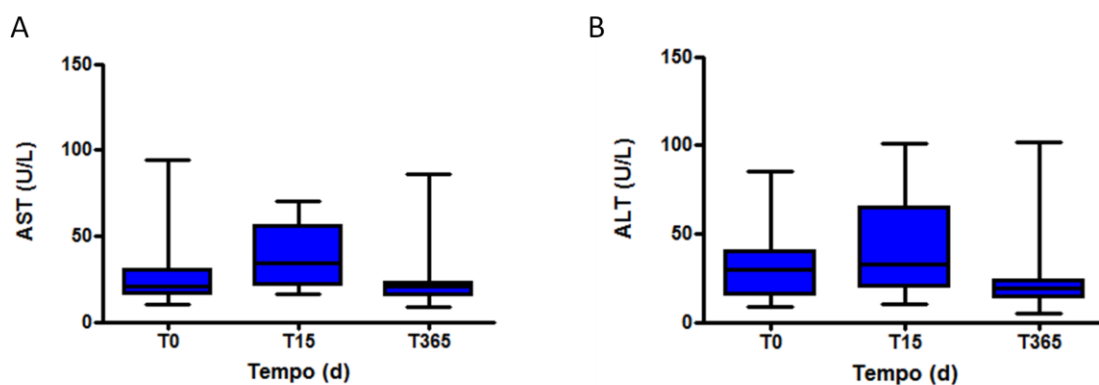 A
AST (U/L)
150
100
50
0
T0 T15 T365
Tempo (d)
B
ALT (U/L)
150
100
50
0
T0 T15 T365
Tempo (d)